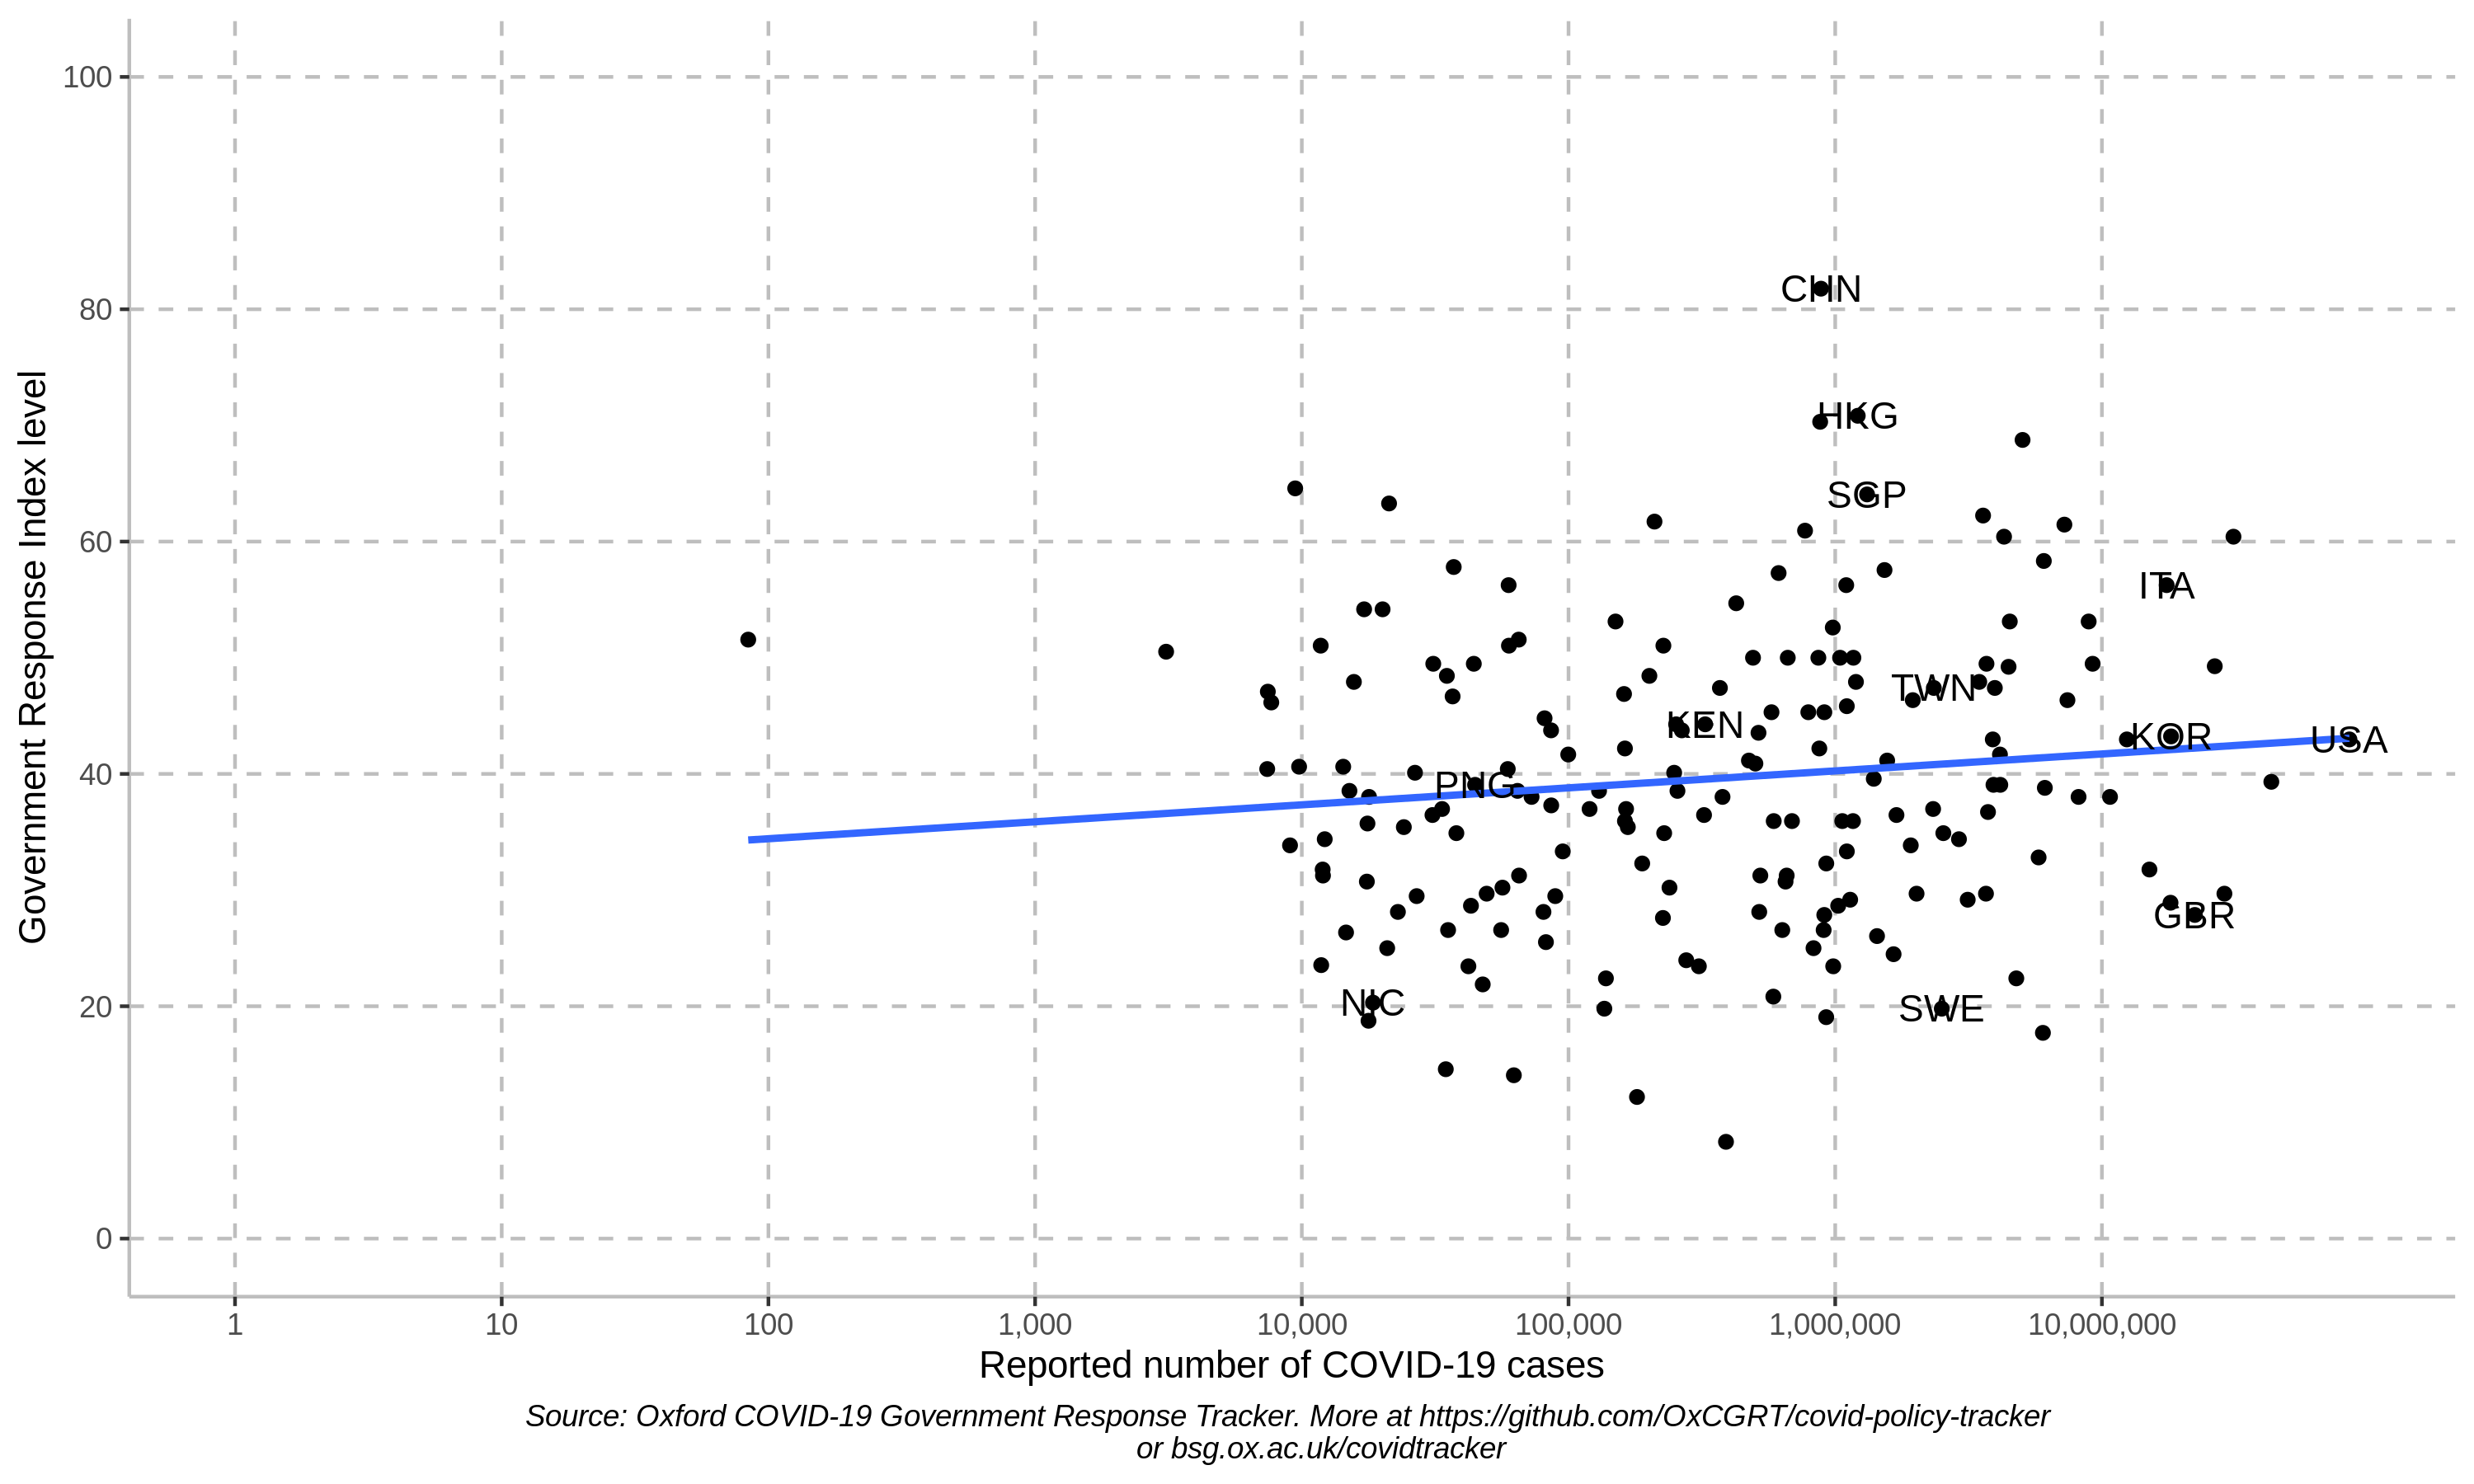 Government Response Index level
100
80
60
40
20
0
CHN
HKG
SGP
ITA
TWN
KEN
KOR
USA
PNG
GBR
NIC
SWE
1
10
100
1,000
10,000
100,000
1,000,000
10,000,000
Reported number of COVID-19 cases
Source: Oxford COVID-19 Government Response Tracker. More at https://github.com/OxCGRT/covid-policy-tracker
or bsg.ox.ac.uk/covidtracker